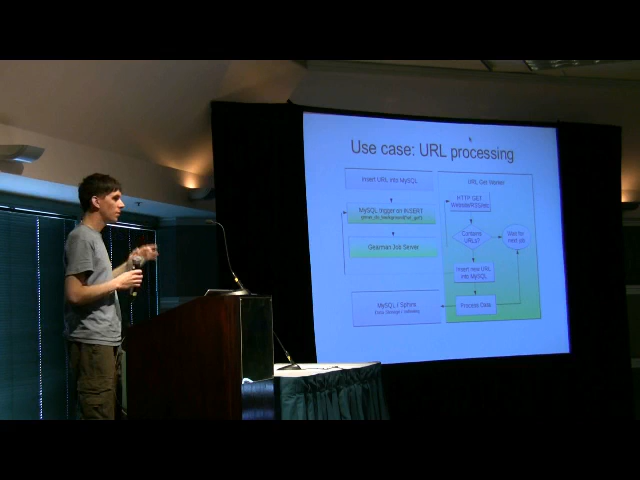 Use case: URL processing
Insert URL into MySQL
MySQL trigger on INSERT
Gearman Job Server
MySQL / Sphinx
URL Get Worker
HTTP GET
Contains
URLs?
Wait for
next job
Insert new URL
into MySQL
Process Data